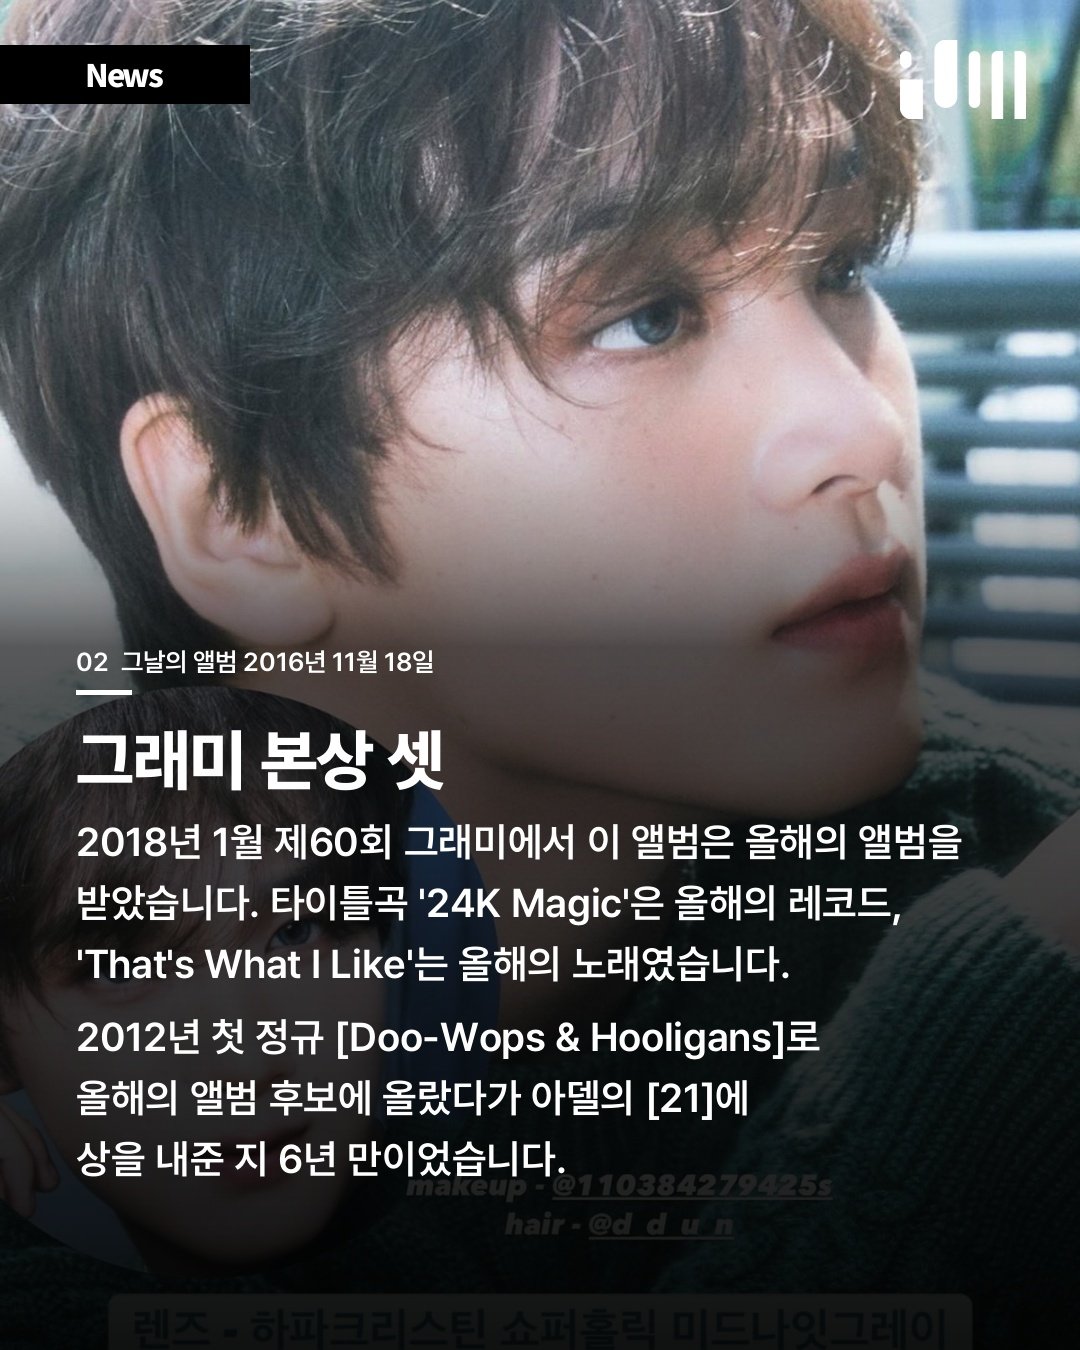 News
idm
02 그날의 앨범 2016년 11월 18일
그래미 본상 셋
2018년 1월 제60회 그래미에서 이 앨범은 올해의 앨범을
받았습니다. 타이틀곡 '24K Magic'은 올해의 레코드,
'That's What I Like'는 올해의 노래였습니다.
2012년 첫 정규 [Doo-Wops & Hooligans]로
올해의 앨범 후보에 올랐다가 아델의 [21]에
상을 내준 지 6년 만이었습니다.
makeup - @110384279425s
hair - @d_d_u_n
렌즈 - 하파크리스틴 쇼퍼홀릭 미드나잇그레이